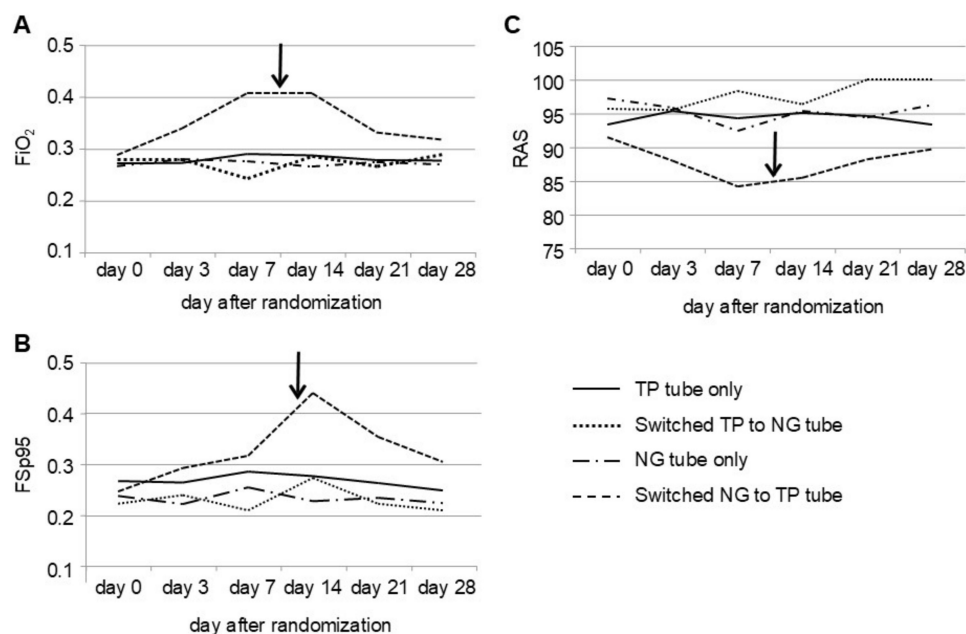 A
0.5
0.4
0.3
0.2
0.1
FiO2
day 0 day 3 day 7 day 14 day 21 day 28
day after randomization
B
0.5
0.4
0.3
0.2
0.1
FSp95
day 0 day 3 day 7 day 14 day 21 day 28
day after randomization
C
105
100
95
90
85
80
75
RAS
day 0 day 3 day 7 day 14 day 21 day 28
day after randomization
TP tube only
Switched TP to NG tube
NG tube only
Switched NG to TP tube